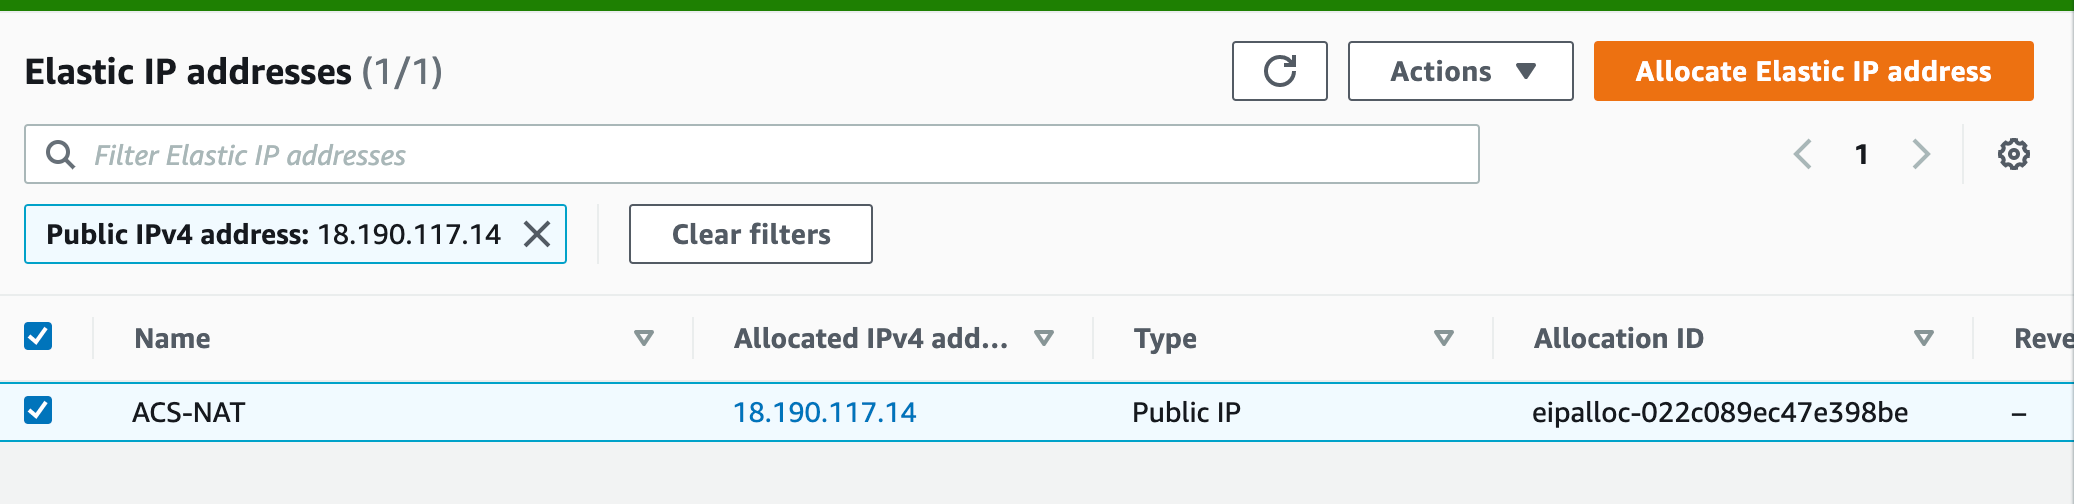 Elastic IP addresses (1/1)
Actions
Allocate Elastic IP address
Filter Elastic IP addresses
1
Public IPv4 address: 18.190.117.14
Clear filters
Name Allocated IPv4 add... Type Allocation ID Reve
ACS-NAT 18.190.117.14 Public IP eipalloc-022c089ec47e398be –